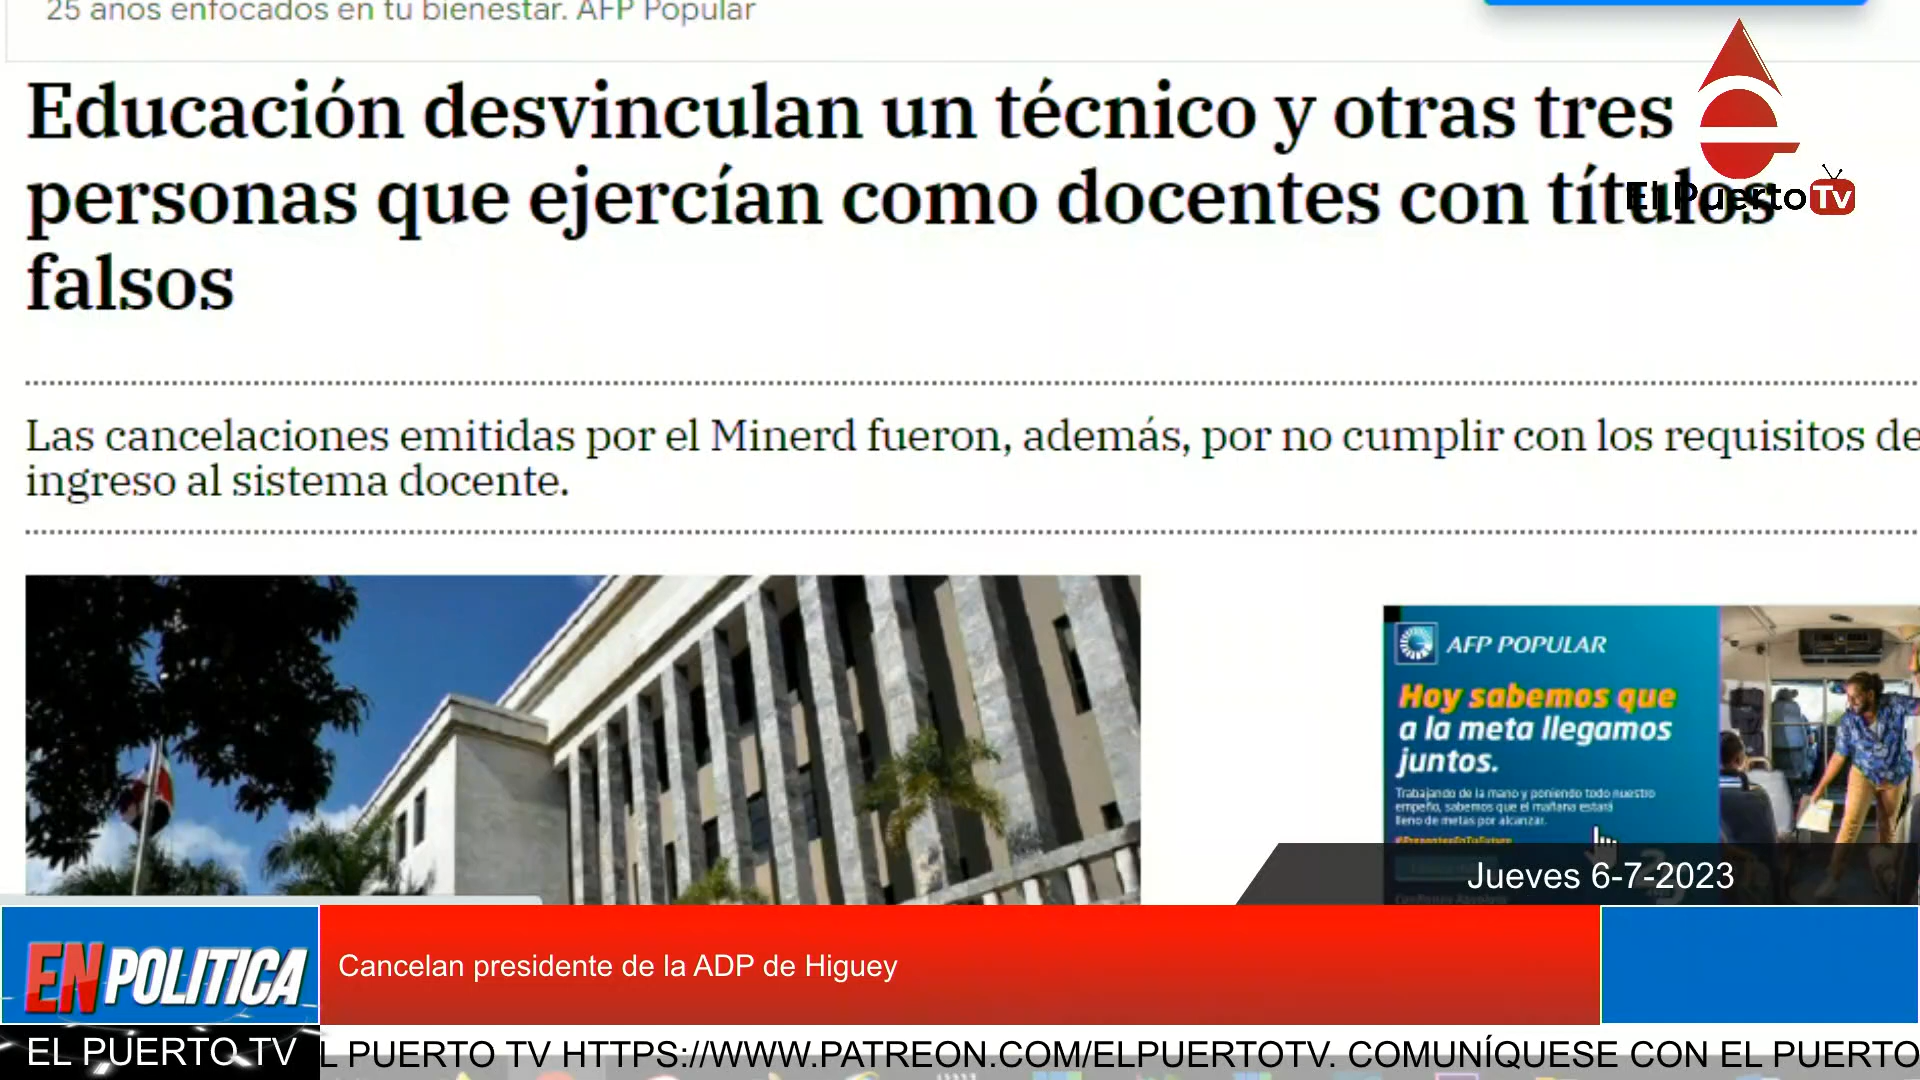 25 años enfocados en tu bienestar. AFP Popular
Educación desvinculan un técnico y otras tres
personas que ejercían como docentes con títulos
falsos
El Puerto Tv
Las cancelaciones emitidas por el Minerd fueron, además, por no cumplir con los requisitos de
ingreso al sistema docente.
AFP POPULAR
Hoy sabemos que
a la meta llegamos
juntos.
Trabajando de la mano y poniendo todo nuestro
empeño, sabemos que el mañana estará
lleno de metas por alcanzar.
Jueves 6-7-2023
EN POLITICA
Cancelan presidente de la ADP de Higuey
EL PUERTO TV
L PUERTO TV HTTPS://WWW.PATREON.COM/ELPUERTOTV. COMUNÍQUESE CON EL PUERTO